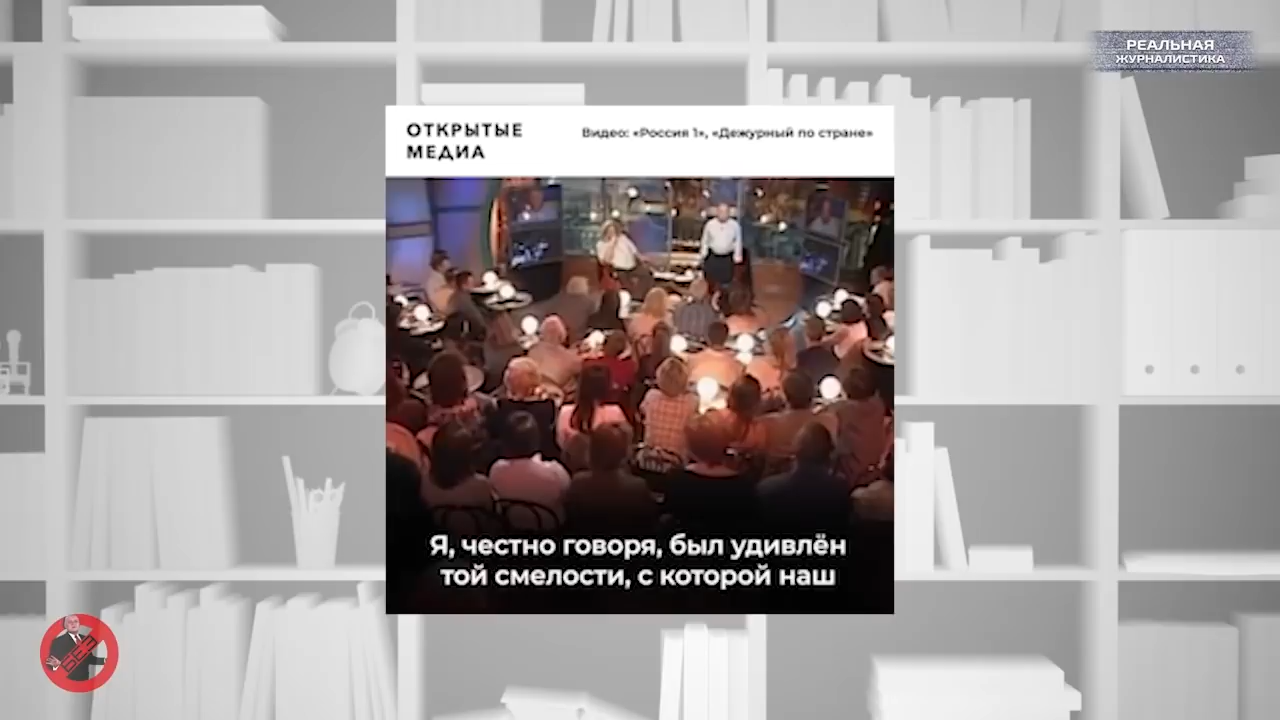 РЕАЛЬНАЯ
ЖУРНАЛИСТИКА
ОТКРЫТЫЕ
МЕДИА
Видео: «Россия 1», «Дежурный по стране»
Я, честно говоря, был удивлён
той смелости, с которой наш